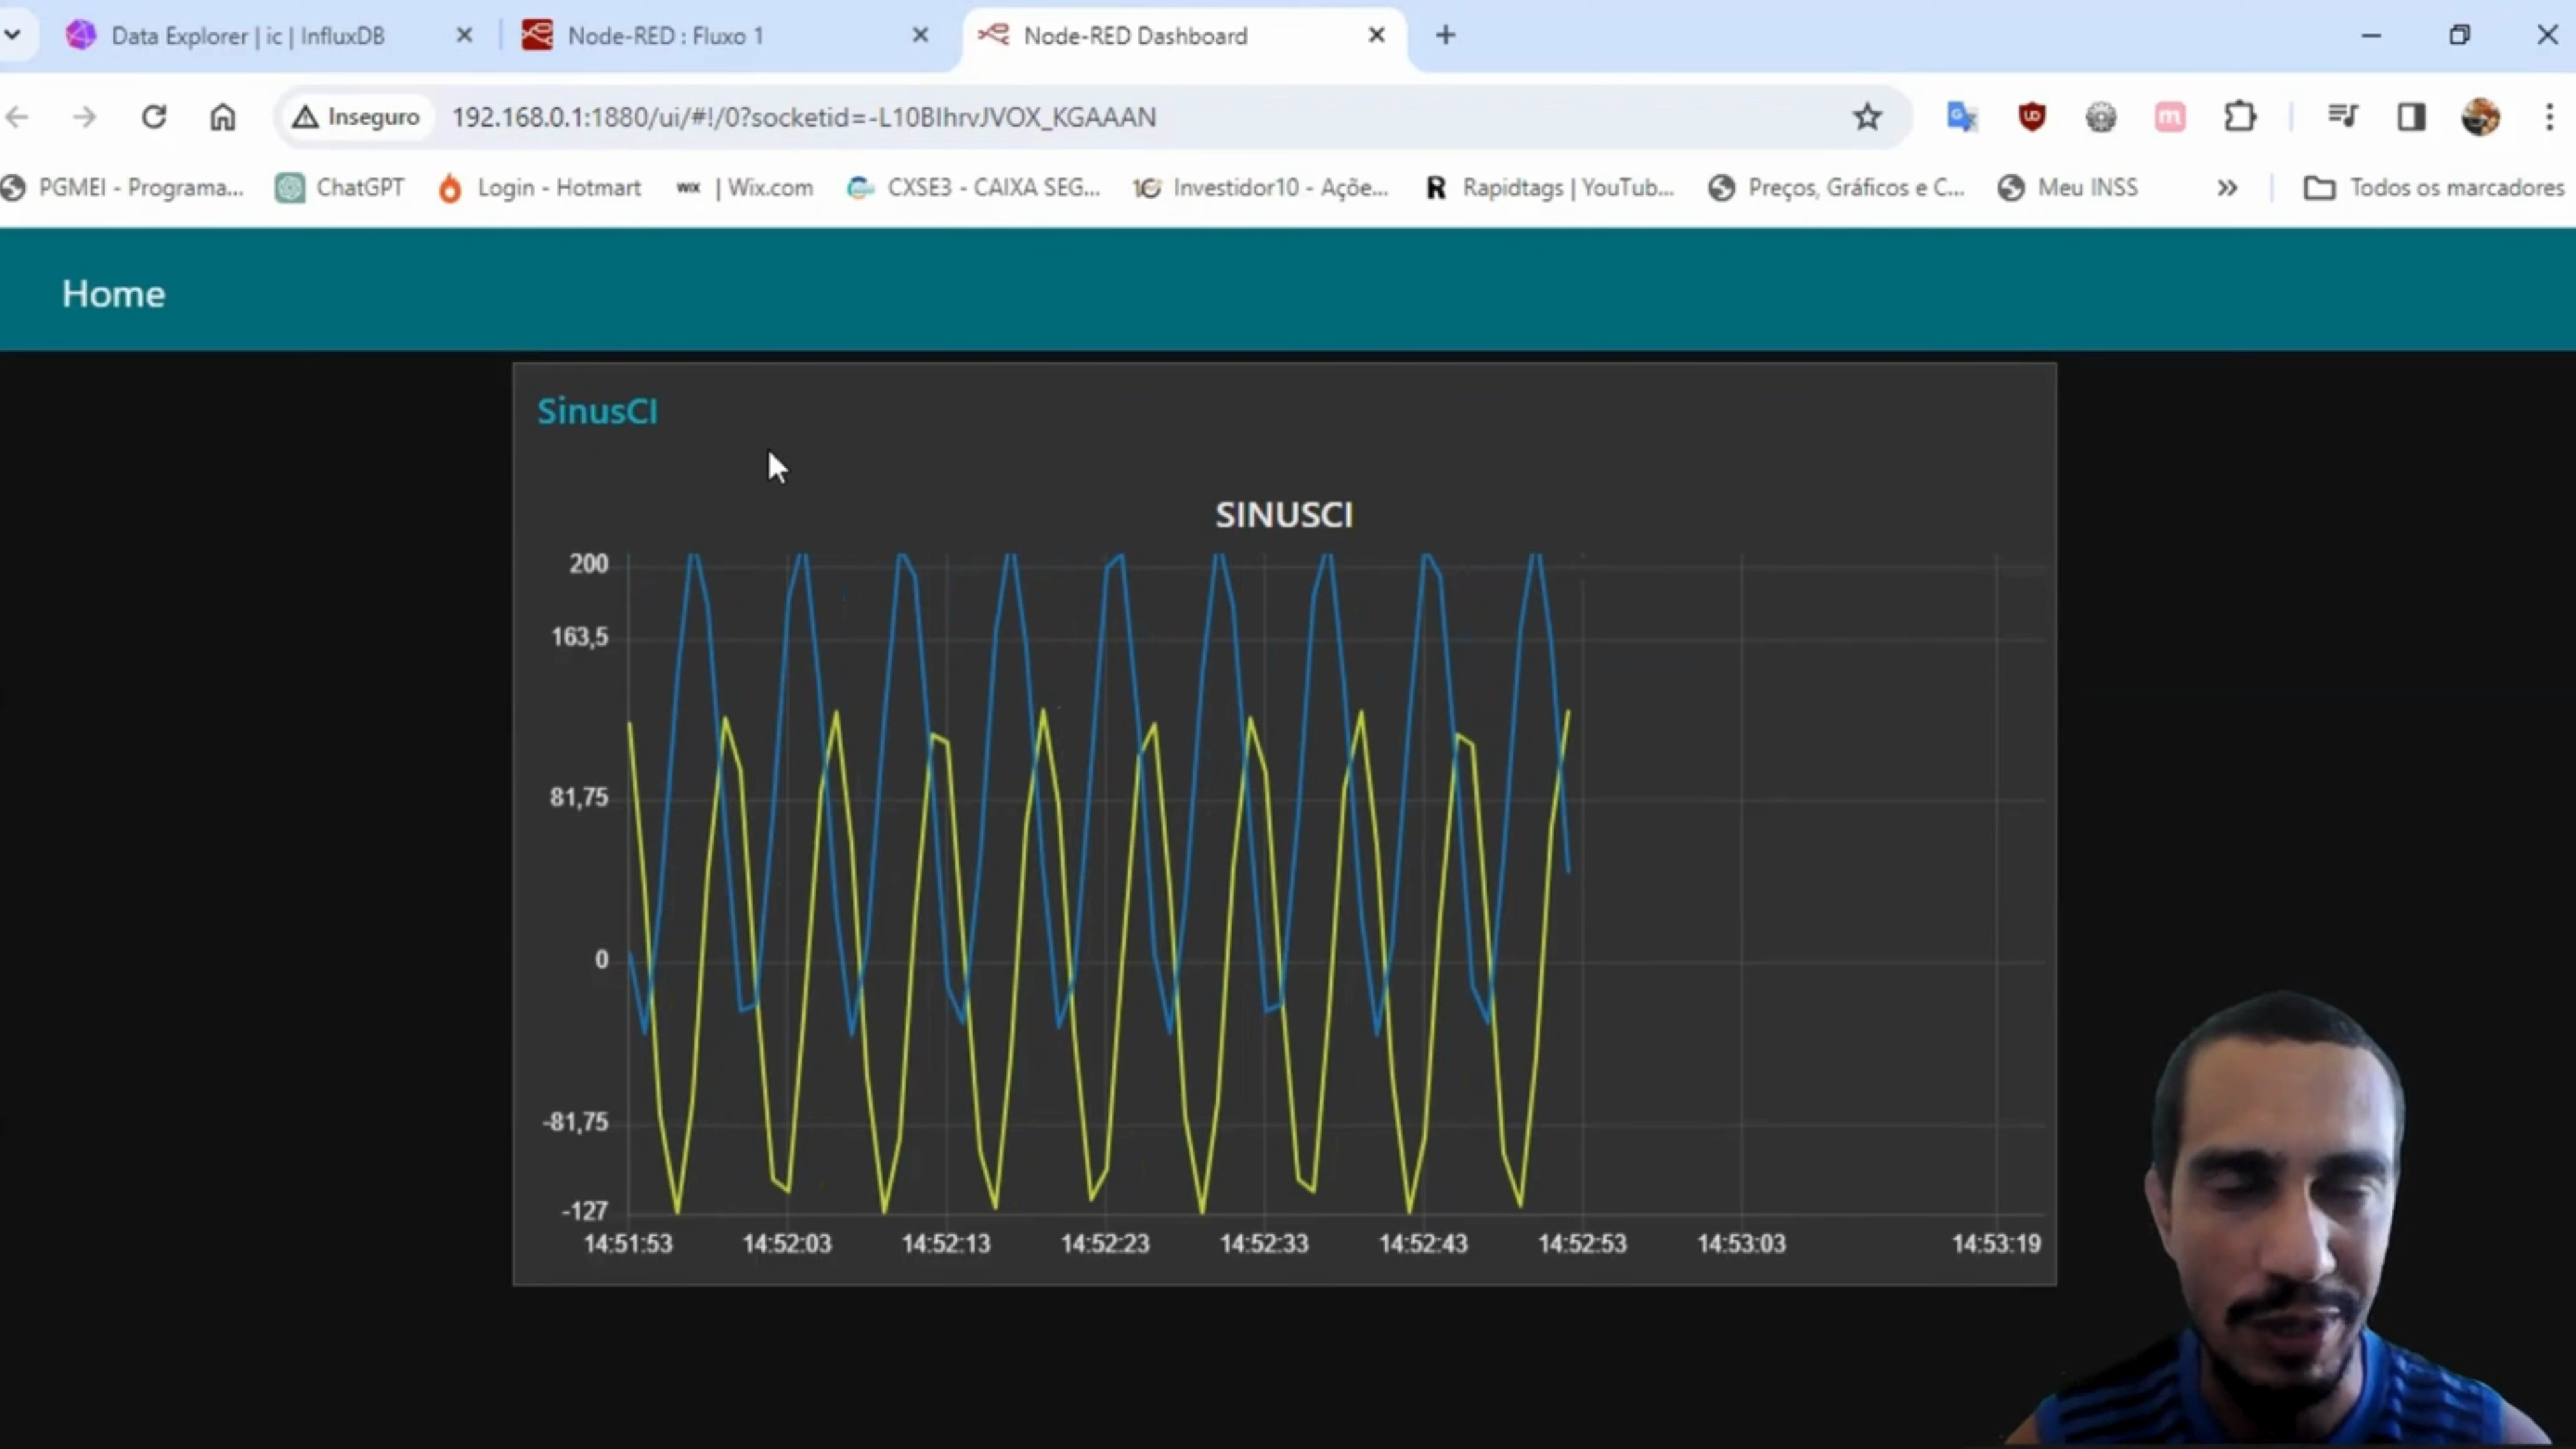 Data Explorer | ic | InfluxDB
Node-RED : Fluxo 1
Node-RED Dashboard
Inseguro
192.168.0.1:1880/ui/#!/0?socketid=-L10BIhrvJVOX_KGAAAN
PGMEI - Programa...
ChatGPT
Login - Hotmart
WIX | Wix.com
CXSE3 - CAIXA SEG...
Investidor10 - Açõe...
R Rapidtags | YouTub...
Preços, Gráficos e C...
Meu INSS
Todos os marcadores
Home
SinusCI
SINUSCI
200
163,5
81,75
0
-81,75
-127
14:51:53 14:52:03 14:52:13 14:52:23 14:52:33 14:52:43 14:52:53 14:53:03 14:53:19